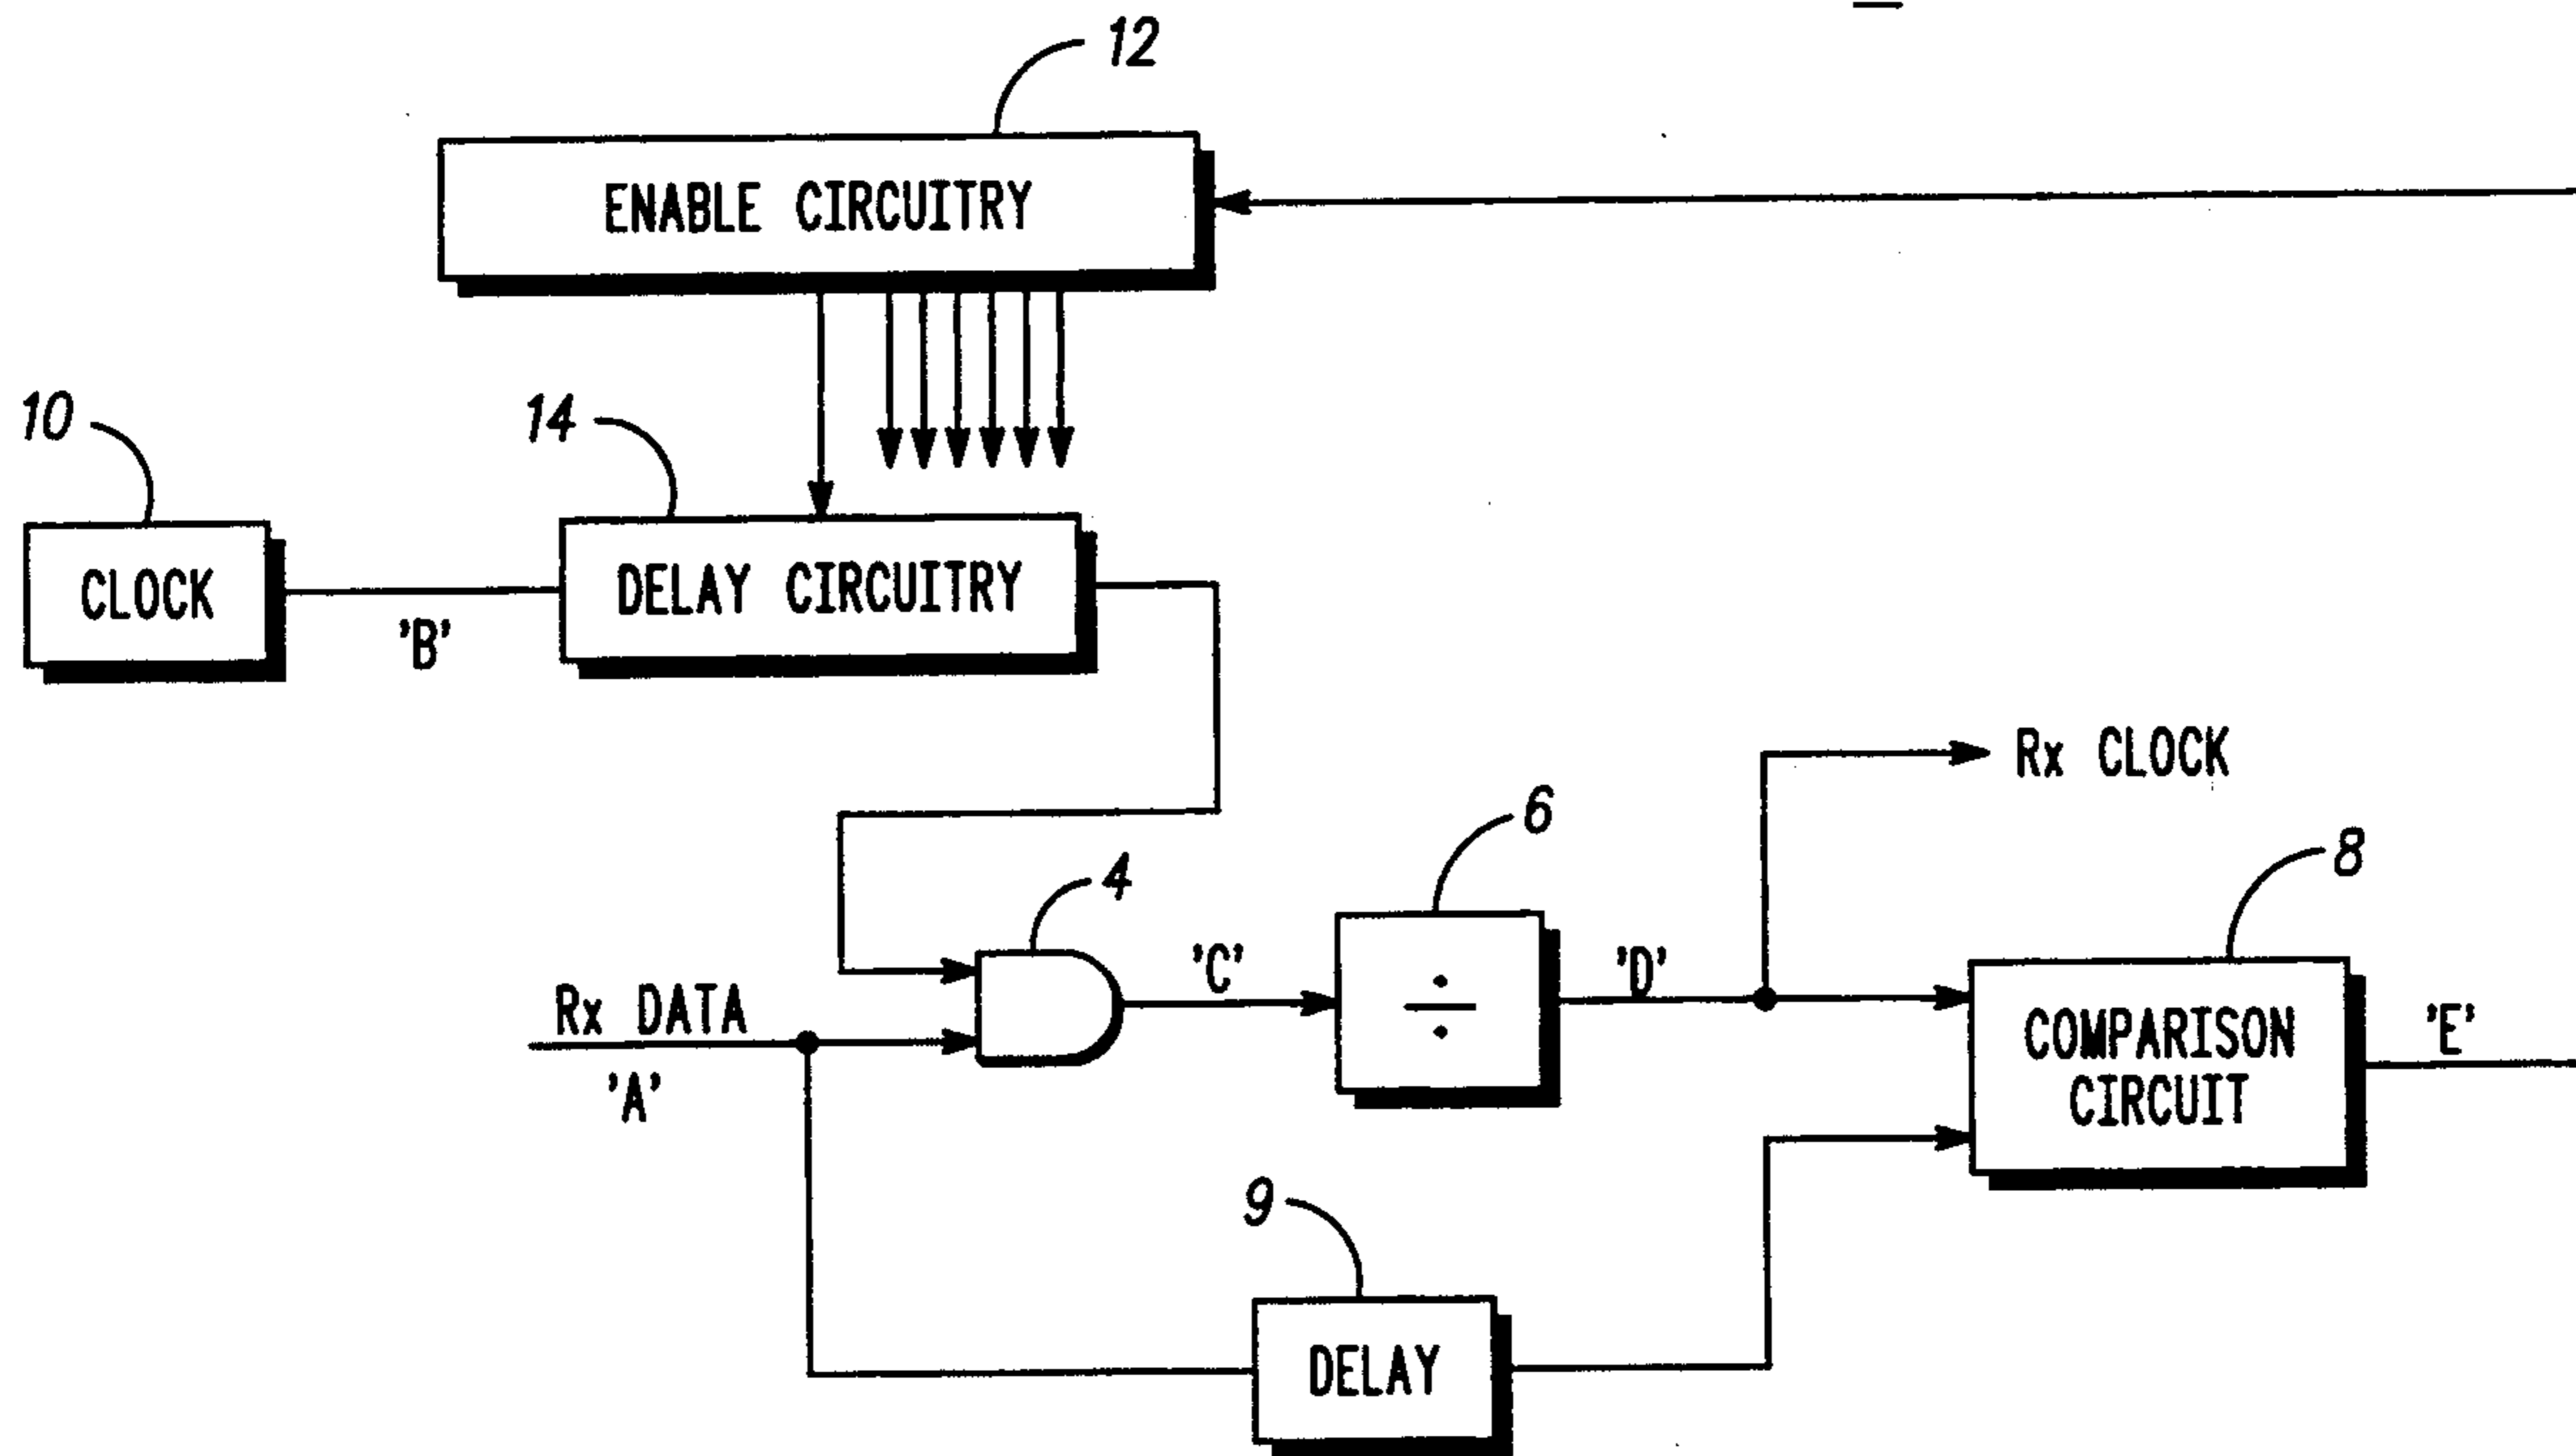 12
ENABLE CIRCUITRY
10
14
CLOCK
DELAY CIRCUITRY
'B'
Rx CLOCK
6
8
4
'C'
'D'
÷
Rx DATA
'A'
COMPARISON
CIRCUIT
'E'
9
DELAY